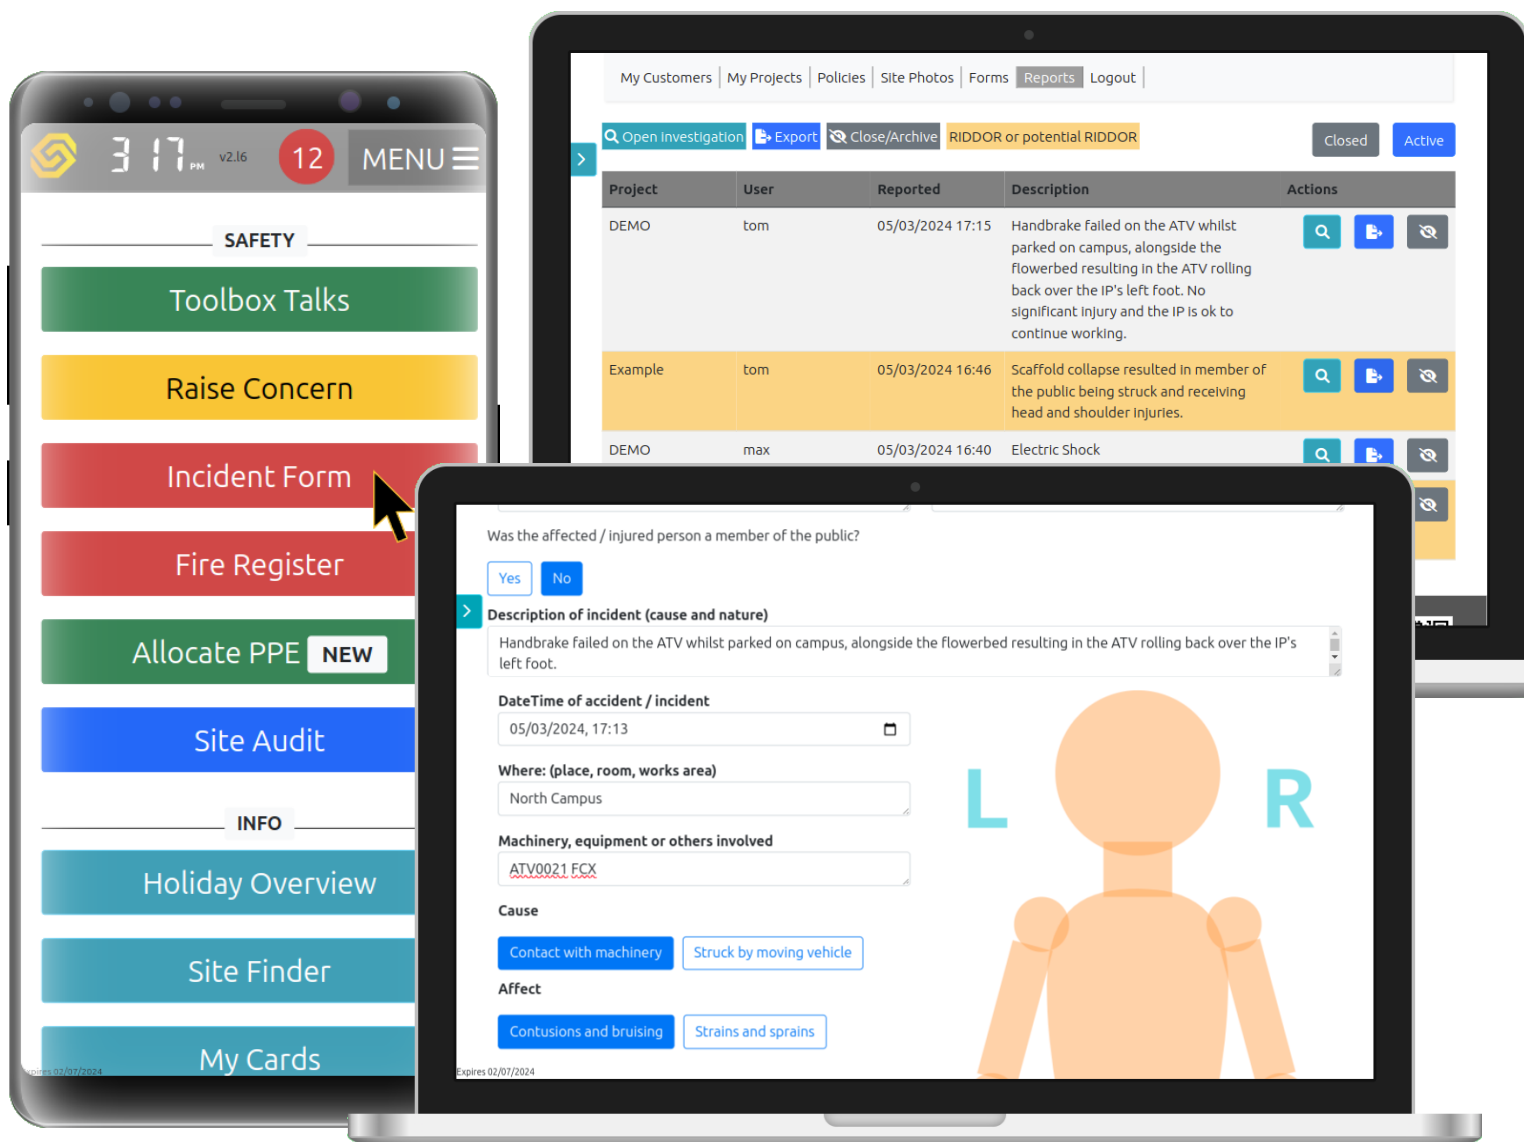 3 17 PM
v2.l6
12
MENU
SAFETY
Toolbox Talks
Raise Concern
Incident Form
Fire Register
Allocate PPE NEW
Site Audit
INFO
Holiday Overview
Site Finder
My Cards
xpires 02/07/2024
My Customers My Projects Policies Site Photos Forms Reports Logout
Open Investigation Export Close/Archive RIDDOR or potential RIDDOR Closed Active
Project User Reported Description Actions
DEMO tom 05/03/2024 17:15 Handbrake failed on the ATV whilst
parked on campus, alongside the
flowerbed resulting in the ATV rolling
back over the IP's left foot. No
significant injury and the IP is ok to
continue working.
Example tom 05/03/2024 16:46 Scaffold collapse resulted in member of
the public being struck and receiving
head and shoulder injuries.
DEMO max 05/03/2024 16:40 Electric Shock
Was the affected / injured person a member of the public?
Yes No
Description of incident (cause and nature)
Handbrake failed on the ATV whilst parked on campus, alongside the flowerbed resulting in the ATV rolling back over the IP's
left foot.
DateTime of accident / incident
05/03/2024, 17:13
Where: (place, room, works area)
North Campus
Machinery, equipment or others involved
ATV0021 FCX
Cause
Contact with machinery Struck by moving vehicle
Affect
Contusions and bruising Strains and sprains
L R
Expires 02/07/2024